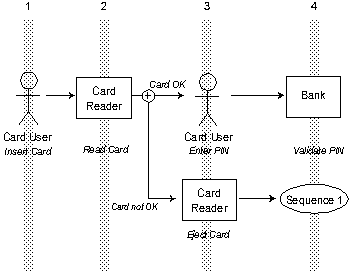 1
2
3
4
Card OK
Card
Reader
Bank
Card User
Insert Card
Read Card
Card User
Enter PIN
Validate PIN
Card not OK
Card
Reader
Sequence 1
Eject Card